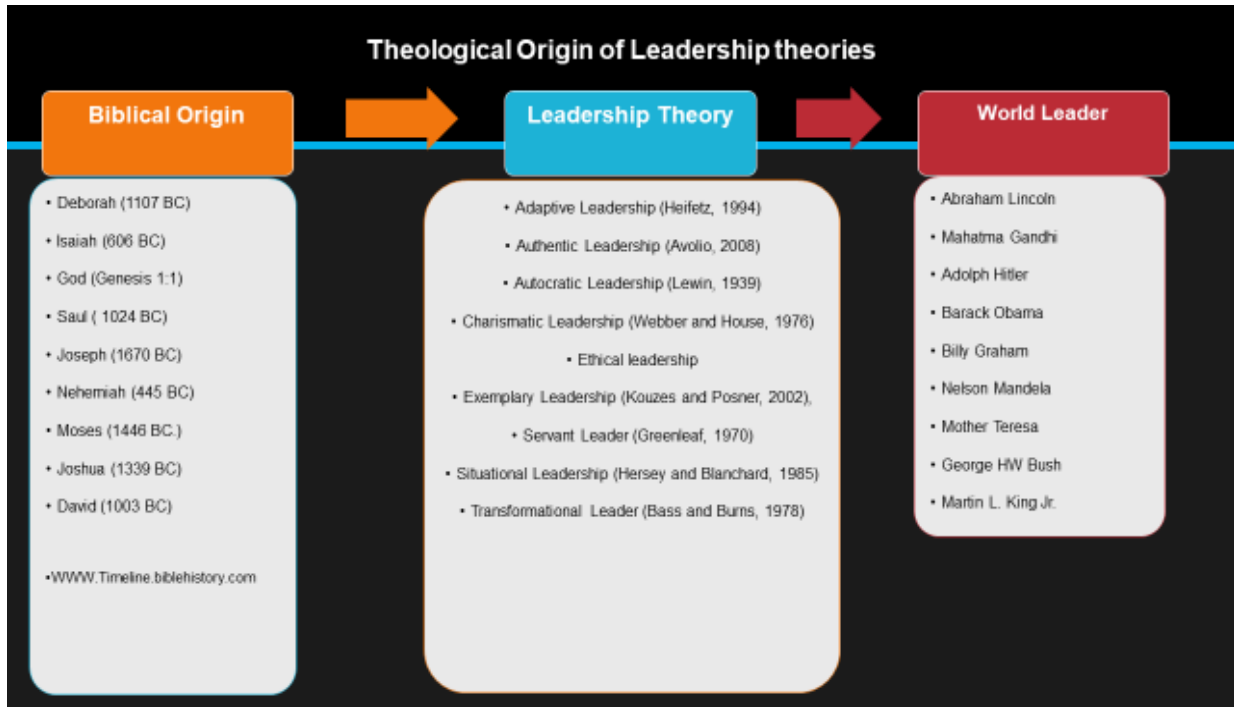 Theological Origin of Leadership theories
Biblical Origin
• Deborah (1107 BC)
• Isaiah (606 BC)
• God (Genesis 1:1)
• Saul ( 1024 BC)
• Joseph (1670 BC)
• Nehemiah (445 BC)
• Moses (1446 BC.)
• Joshua (1339 BC)
• David (1003 BC)
•WWW.Timeline.biblehistory.com
Leadership Theory
• Adaptive Leadership (Heifetz, 1994)
• Authentic Leadership (Avolio, 2008)
• Autocratic Leadership (Lewin, 1939)
• Charismatic Leadership (Webber and House, 1976)
• Ethical leadership
• Exemplary Leadership (Kouzes and Posner, 2002),
• Servant Leader (Greenleaf, 1970)
• Situational Leadership (Hersey and Blanchard, 1985)
• Transformational Leader (Bass and Burns, 1978)
World Leader
• Abraham Lincoln
• Mahatma Gandhi
• Adolph Hitler
• Barack Obama
• Billy Graham
• Nelson Mandela
• Mother Teresa
• George HW Bush
• Martin L. King Jr.